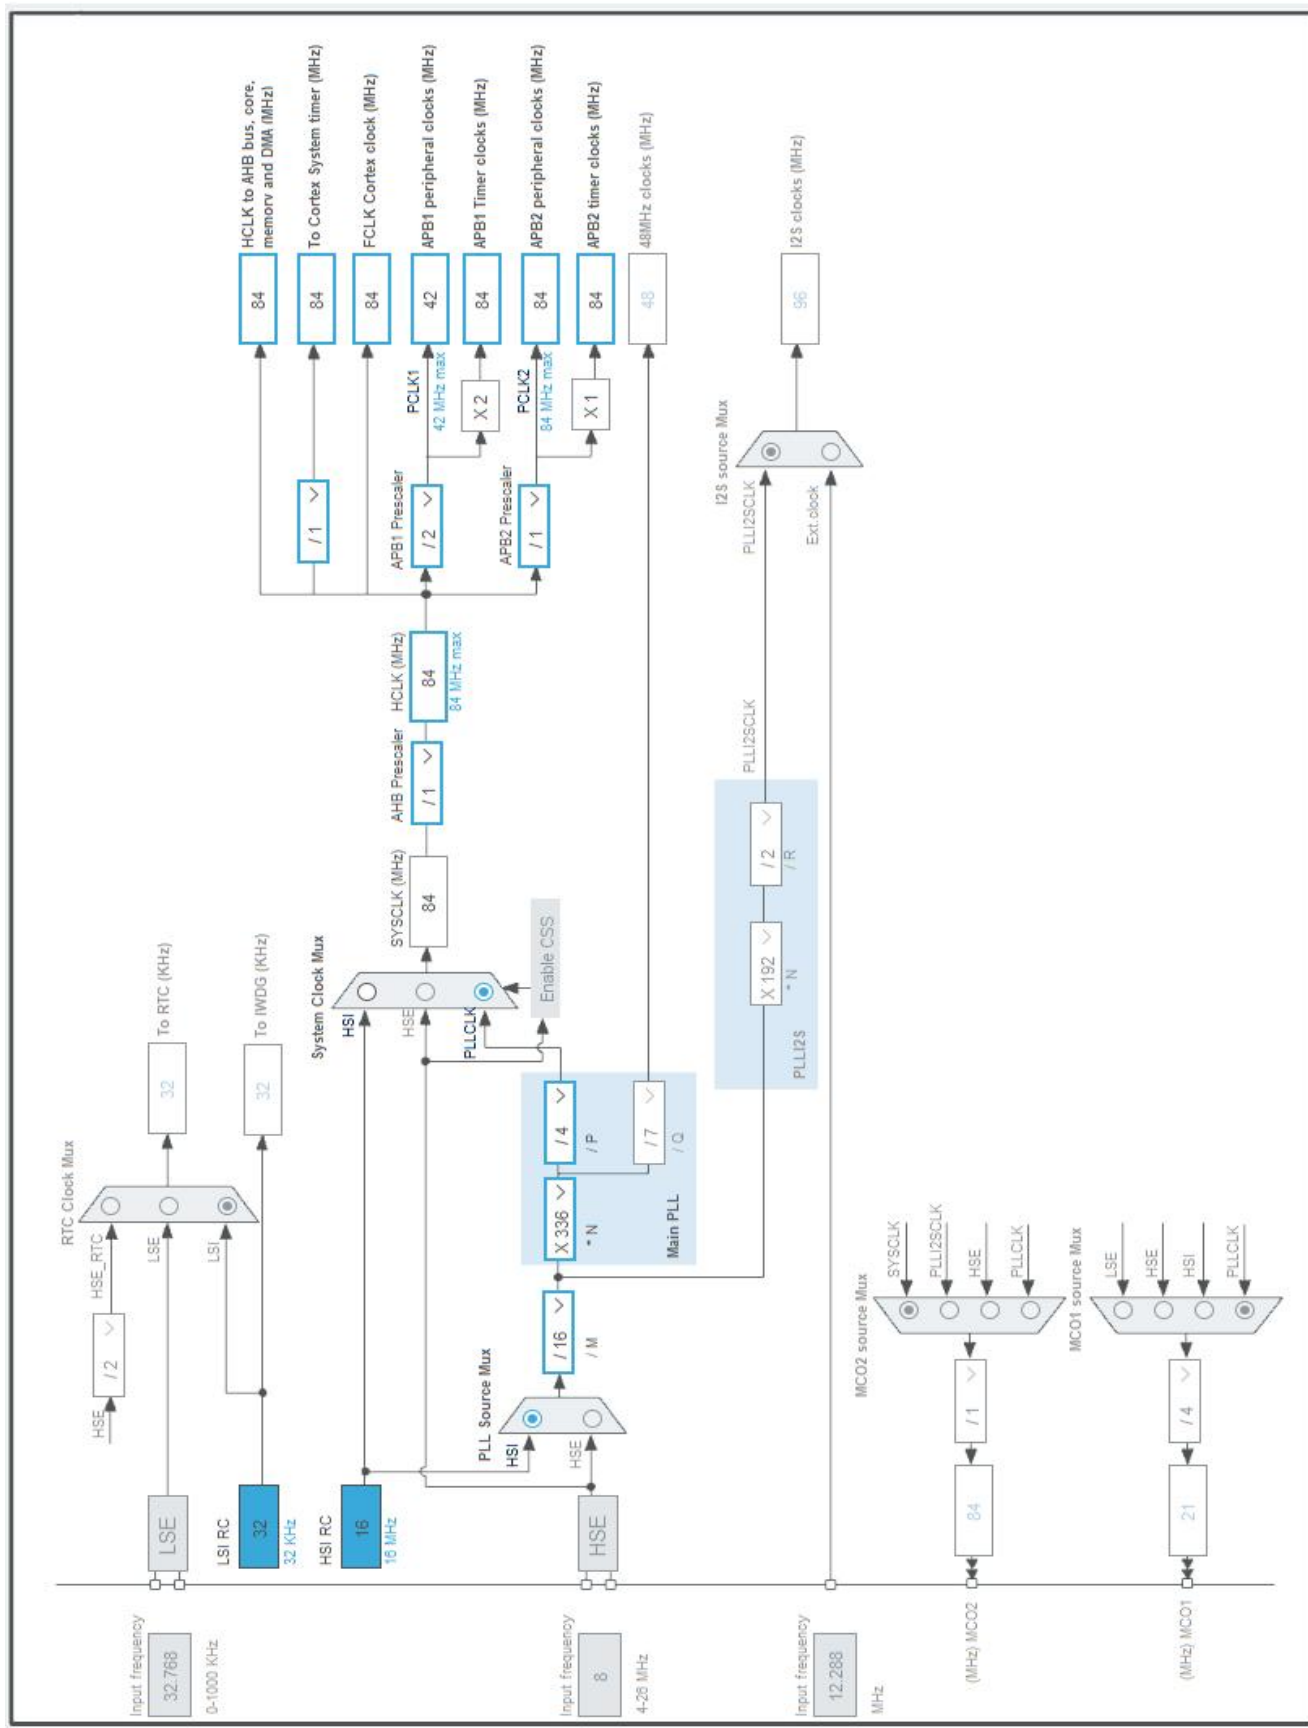 Input frequency
32.768
0-1000 KHz
LSE
HSE
/ 2
HSE_RTC
LSE
LSI
RTC Clock Mux
32
To RTC (KHz)
LSI RC
32
32 KHz
32
To IWDG (KHz)
HSI RC
16
16 MHz
Input frequency
8
4-26 MHz
HSE
PLL Source Mux
HSI
HSE
/ 16
/ M
X 336
* N
/ 4
/ P
/ 7
/ Q
Main PLL
System Clock Mux
HSI
HSE
PLLCLK
Enable CSS
SYSCLK (MHz)
84
AHB Prescaler
/ 1
HCLK (MHz)
84
84 MHz max
/ 1
APB1 Prescaler
/ 2
PCLK1
42 MHz max
X 2
APB2 Prescaler
/ 1
PCLK2
84 MHz max
X 1
84
HCLK to AHB bus, core,
memory and DMA (MHz)
84
To Cortex System timer (MHz)
84
FCLK Cortex clock (MHz)
42
APB1 peripheral clocks (MHz)
84
APB1 Timer clocks (MHz)
84
APB2 peripheral clocks (MHz)
84
APB2 timer clocks (MHz)
48
48MHz clocks (MHz)
X 192
* N
/ 2
/ R
PLLI2S
PLLI2SCLK
PLLI2SCLK
I2S source Mux
Ext.clock
96
I2S clocks (MHz)
Input frequency
12.288
MHz
MCO2 source Mux
SYSCLK
PLLI2SCLK
HSE
PLLCLK
/ 1
84
(MHz) MCO2
MCO1 source Mux
LSE
HSE
HSI
PLLCLK
/ 4
21
(MHz) MCO1